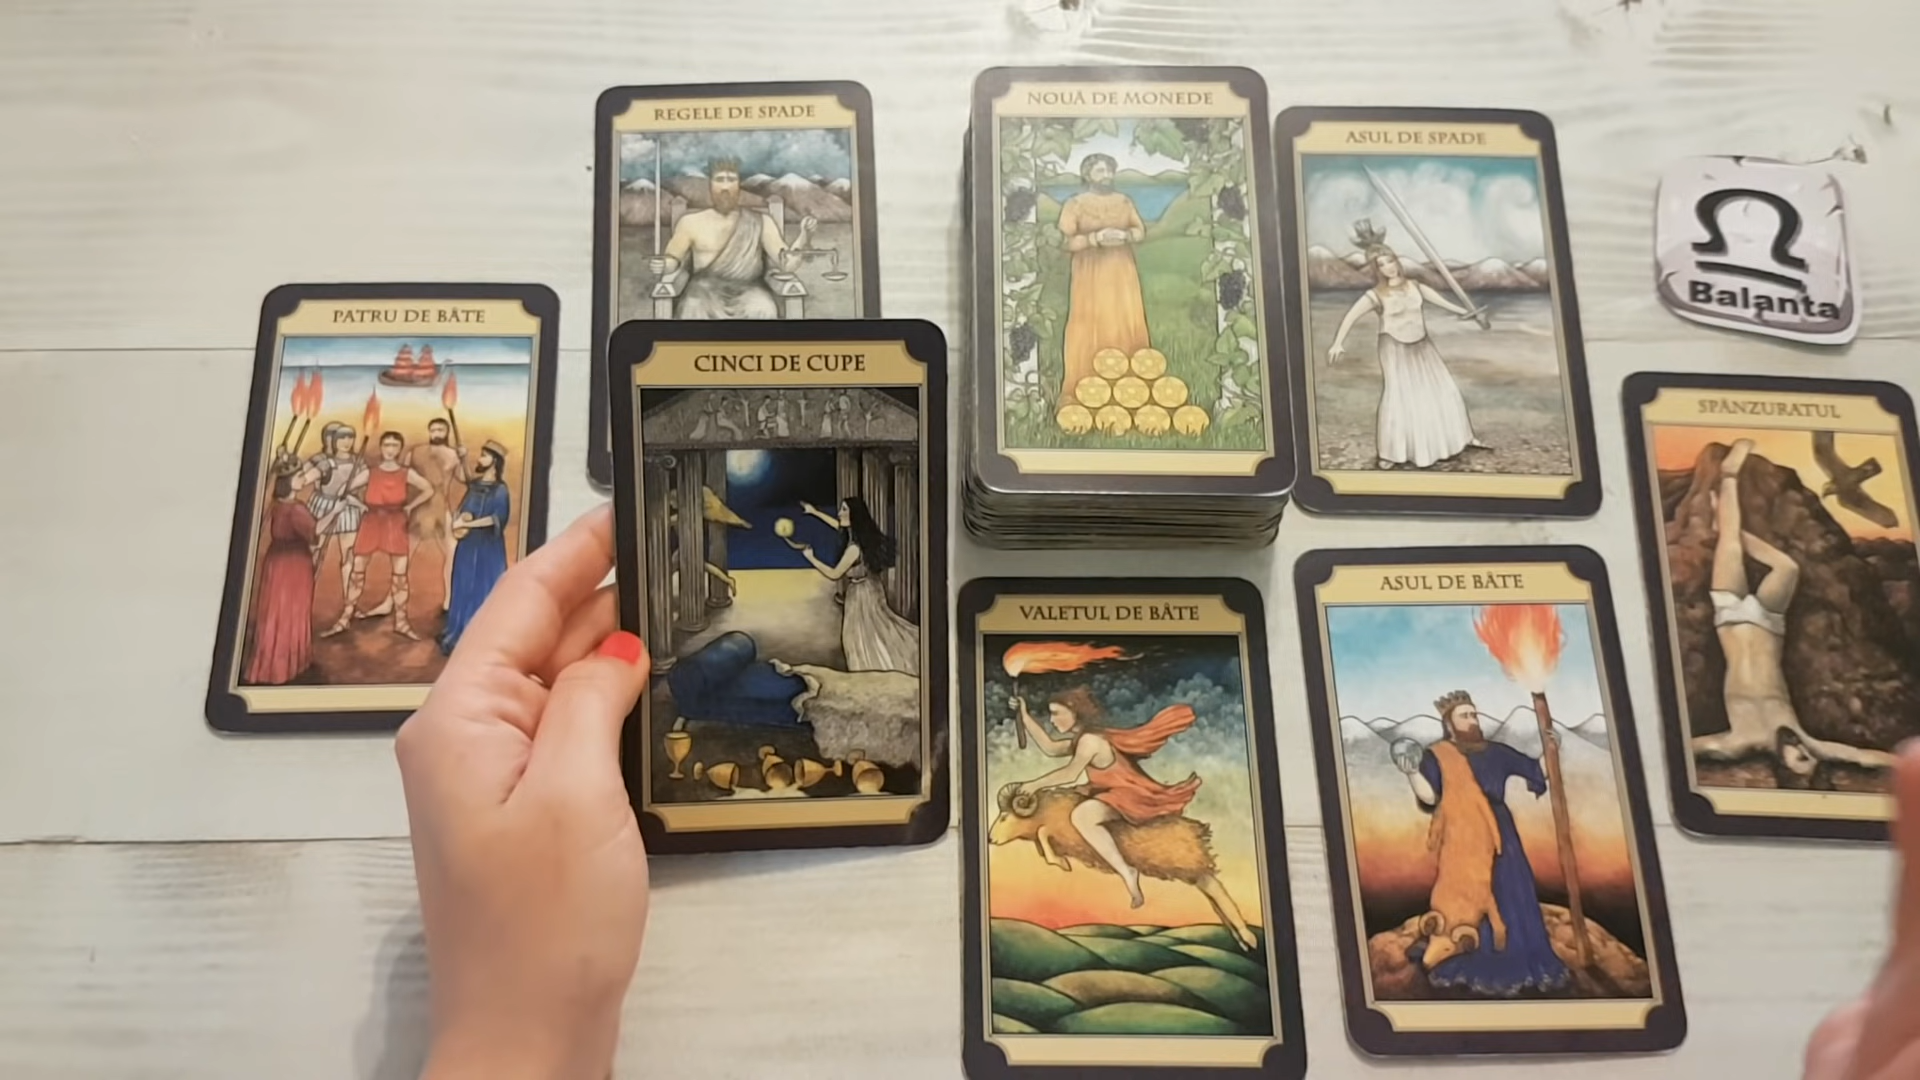 REGELE DE SPADE
NOUĂ DE MONEDE
ASUL DE SPADE
Balanta
PATRU DE BÂTE
CINCI DE CUPE
SPÂNZURATUL
VALETUL DE BÂTE
ASUL DE BÂTE